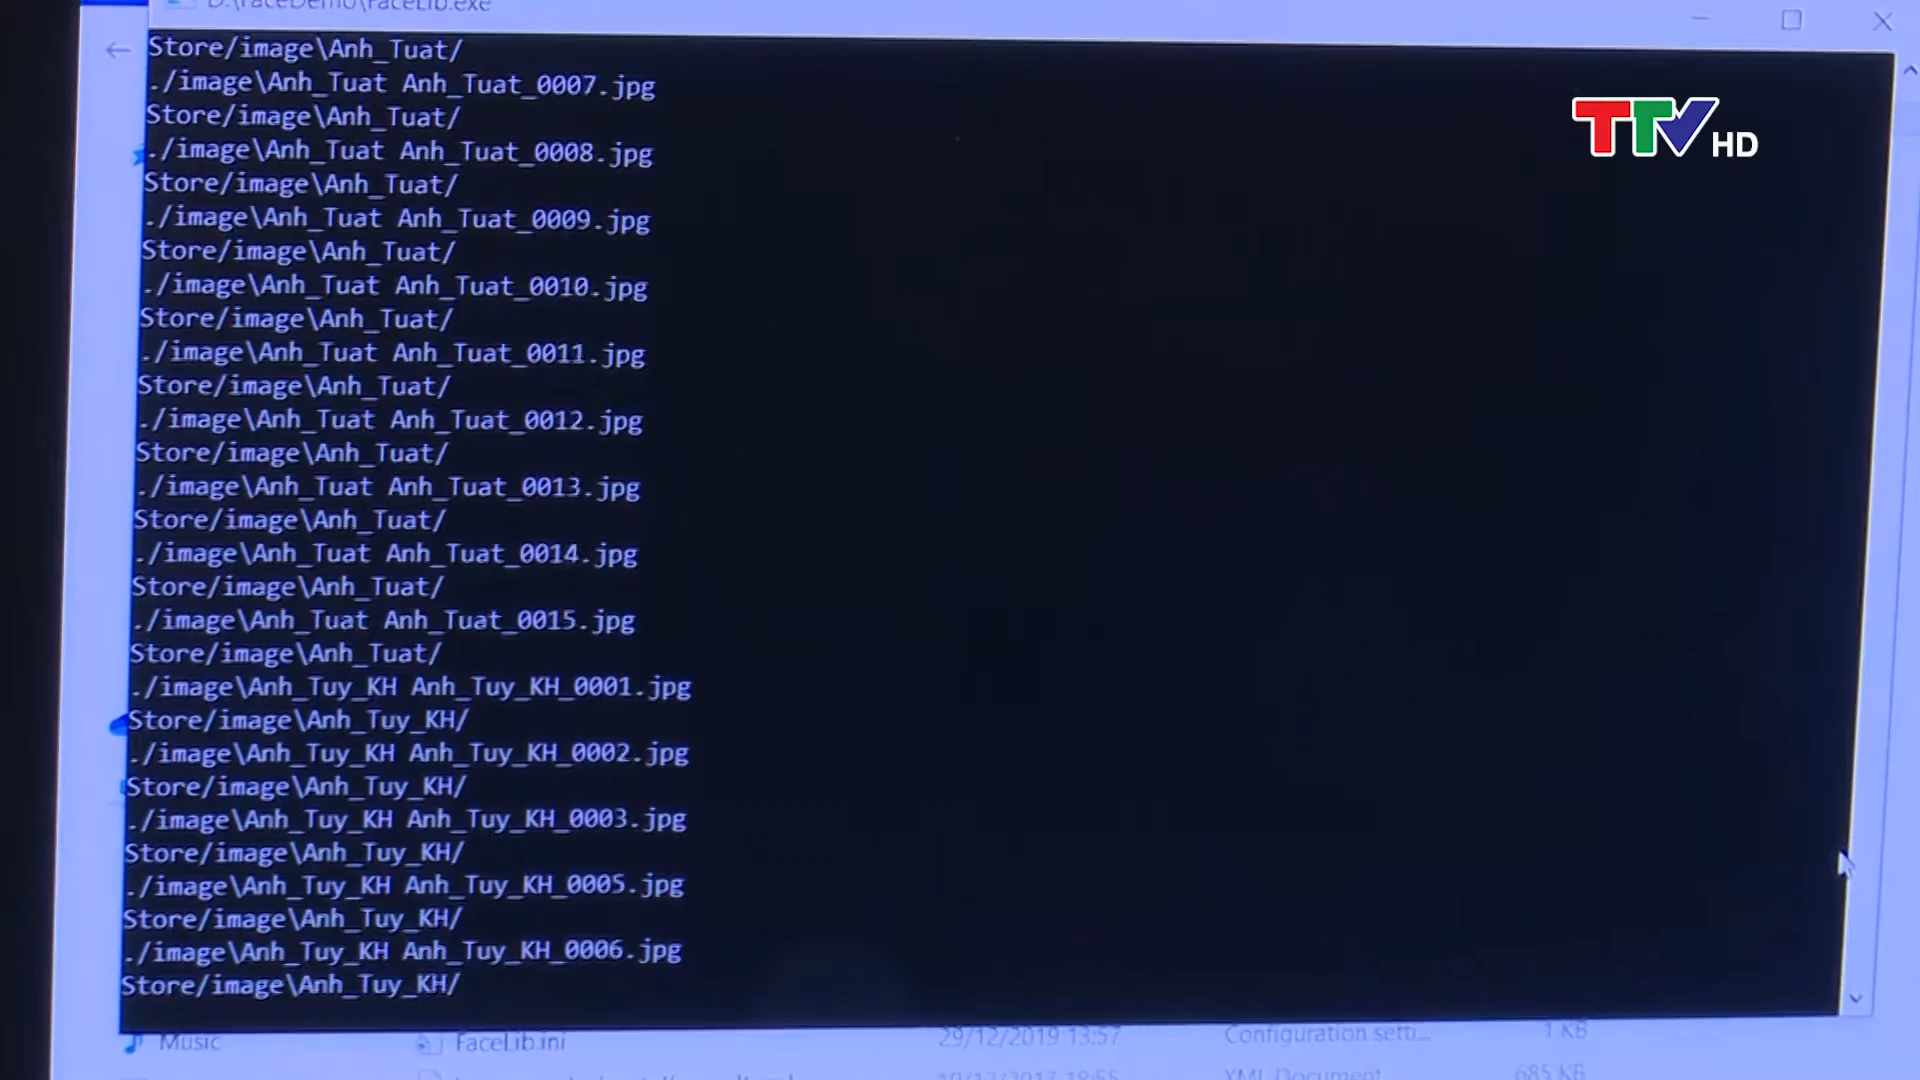 D:\FaceDemo\FaceLib.exe
Store/image\Anh_Tuat/
./image\Anh_Tuat Anh_Tuat_0007.jpg
Store/image\Anh_Tuat/
./image\Anh_Tuat Anh_Tuat_0008.jpg
Store/image\Anh_Tuat/
./image\Anh_Tuat Anh_Tuat_0009.jpg
Store/image\Anh_Tuat/
./image\Anh_Tuat Anh_Tuat_0010.jpg
Store/image\Anh_Tuat/
./image\Anh_Tuat Anh_Tuat_0011.jpg
Store/image\Anh_Tuat/
./image\Anh_Tuat Anh_Tuat_0012.jpg
Store/image\Anh_Tuat/
./image\Anh_Tuat Anh_Tuat_0013.jpg
Store/image\Anh_Tuat/
./image\Anh_Tuat Anh_Tuat_0014.jpg
Store/image\Anh_Tuat/
./image\Anh_Tuat Anh_Tuat_0015.jpg
Store/image\Anh_Tuat/
./image\Anh_Tuy_KH Anh_Tuy_KH_0001.jpg
Store/image\Anh_Tuy_KH/
./image\Anh_Tuy_KH Anh_Tuy_KH_0002.jpg
Store/image\Anh_Tuy_KH/
./image\Anh_Tuy_KH Anh_Tuy_KH_0003.jpg
Store/image\Anh_Tuy_KH/
./image\Anh_Tuy_KH Anh_Tuy_KH_0005.jpg
Store/image\Anh_Tuy_KH/
./image\Anh_Tuy_KH Anh_Tuy_KH_0006.jpg
Store/image\Anh_Tuy_KH/
Music FaceLib.ini 29/12/2019 13:57 Configuration setti... 1 KB
XML Document 685 KB
TTV HD